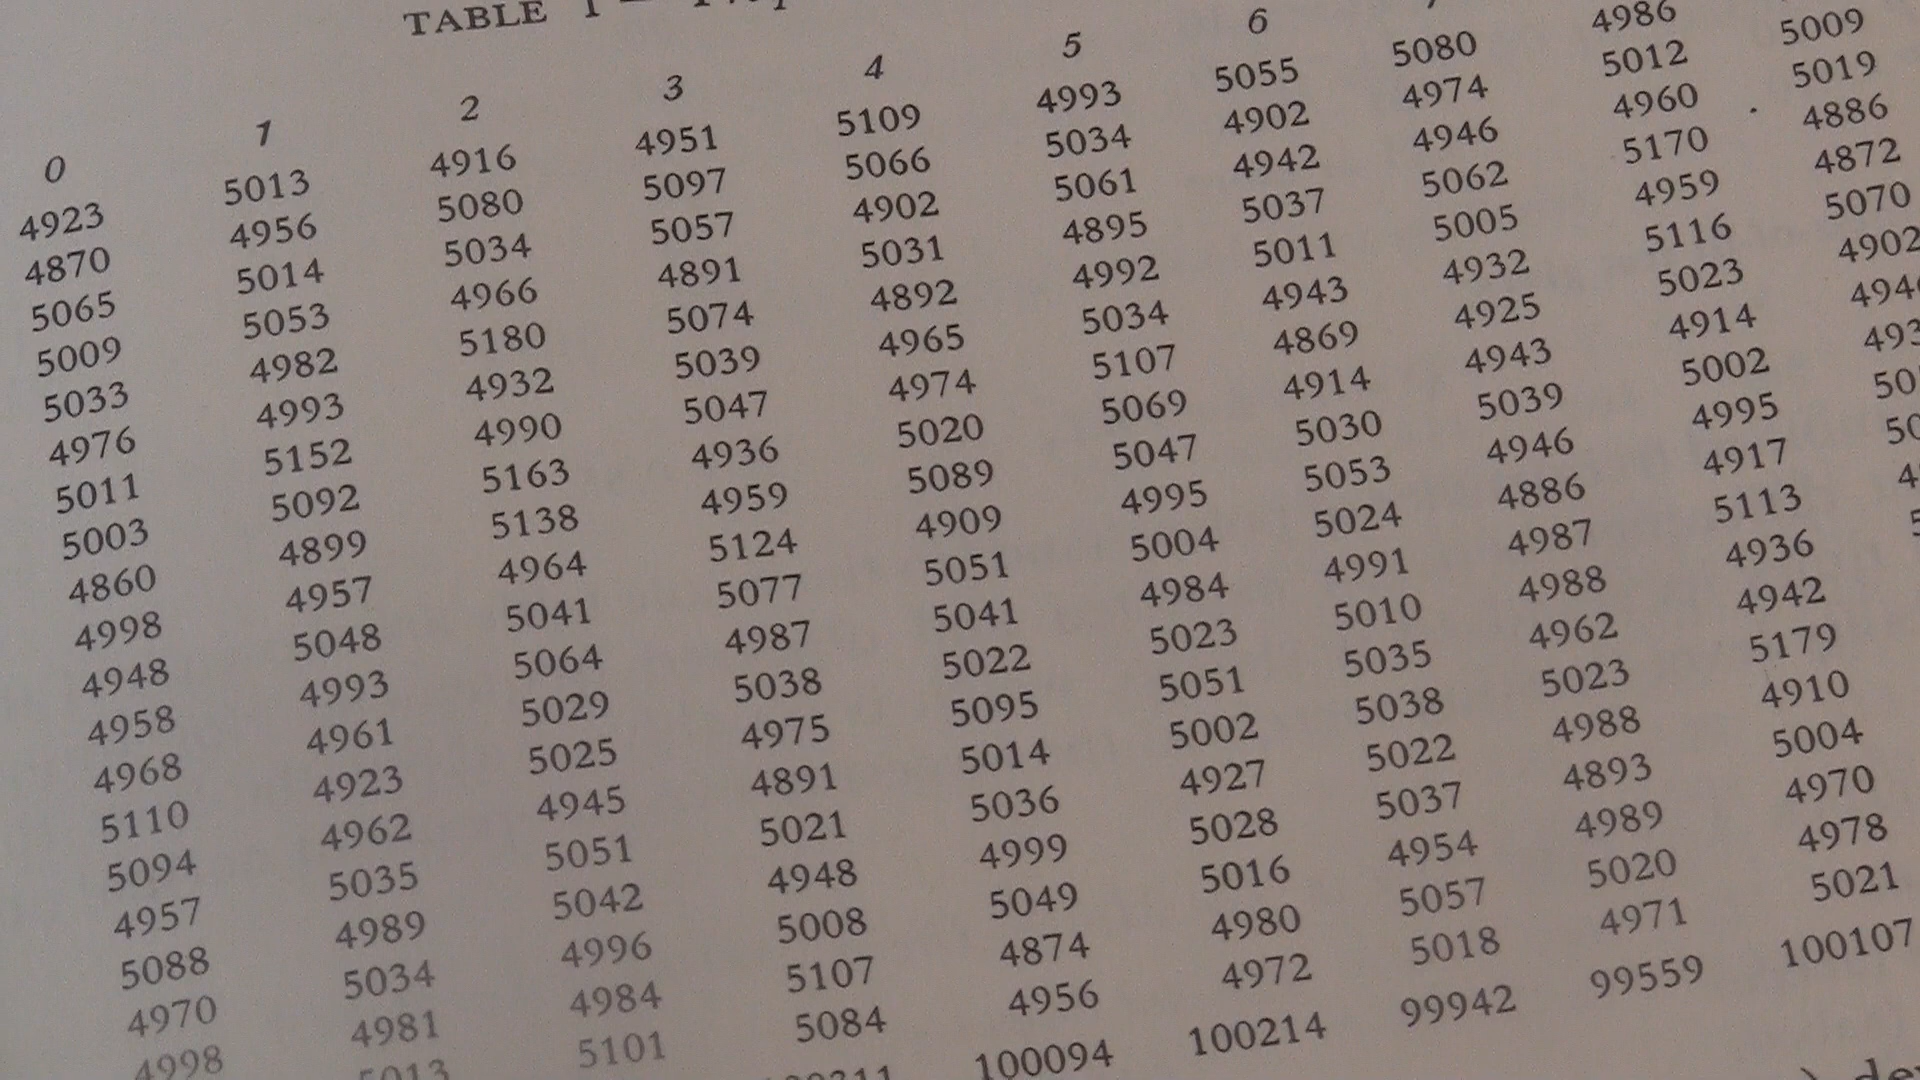 TABLE I
0 1 2 3 4 5 6
4923 5013 4916 4951 5109 4993 5055 5080 4986
4870 4956 5080 5097 5066 5034 4902 4974 5012 5009
5065 5014 5034 5057 4902 5061 4942 4946 4960 5019
5009 5053 4966 4891 5031 4895 5037 5062 5170 4886
5033 4982 5180 5074 4892 4992 5011 5005 4959 4872
4976 4993 4932 5039 4965 5034 4943 4932 5116 5070
5011 5152 4990 5047 4974 5107 4869 4925 5023 4902
5003 5092 5163 4936 5020 5069 4914 4943 4914
4860 4899 5138 4959 5089 5047 5030 5039 5002
4998 4957 4964 5124 4909 4995 5053 4946 4995
4948 5048 5041 5077 5051 5004 5024 4886 4917
4958 4993 5064 4987 5041 4984 4991 4987 5113
4968 4961 5029 5038 5022 5023 5010 4988 4936
5110 4923 5025 4975 5095 5051 5035 4962 4942
5094 4962 4945 4891 5014 5002 5038 5023 5179
4957 5035 5051 5021 5036 4927 5022 4988 4910
5088 4989 5042 4948 4999 5028 5037 4893 5004
4970 5034 4996 5008 5049 5016 4954 4989 4970
4998 4981 4984 5107 4874 4980 5057 5020 4978
5013 5101 5084 4956 4972 5018 4971 5021
100094 100214 99942 99559 100107